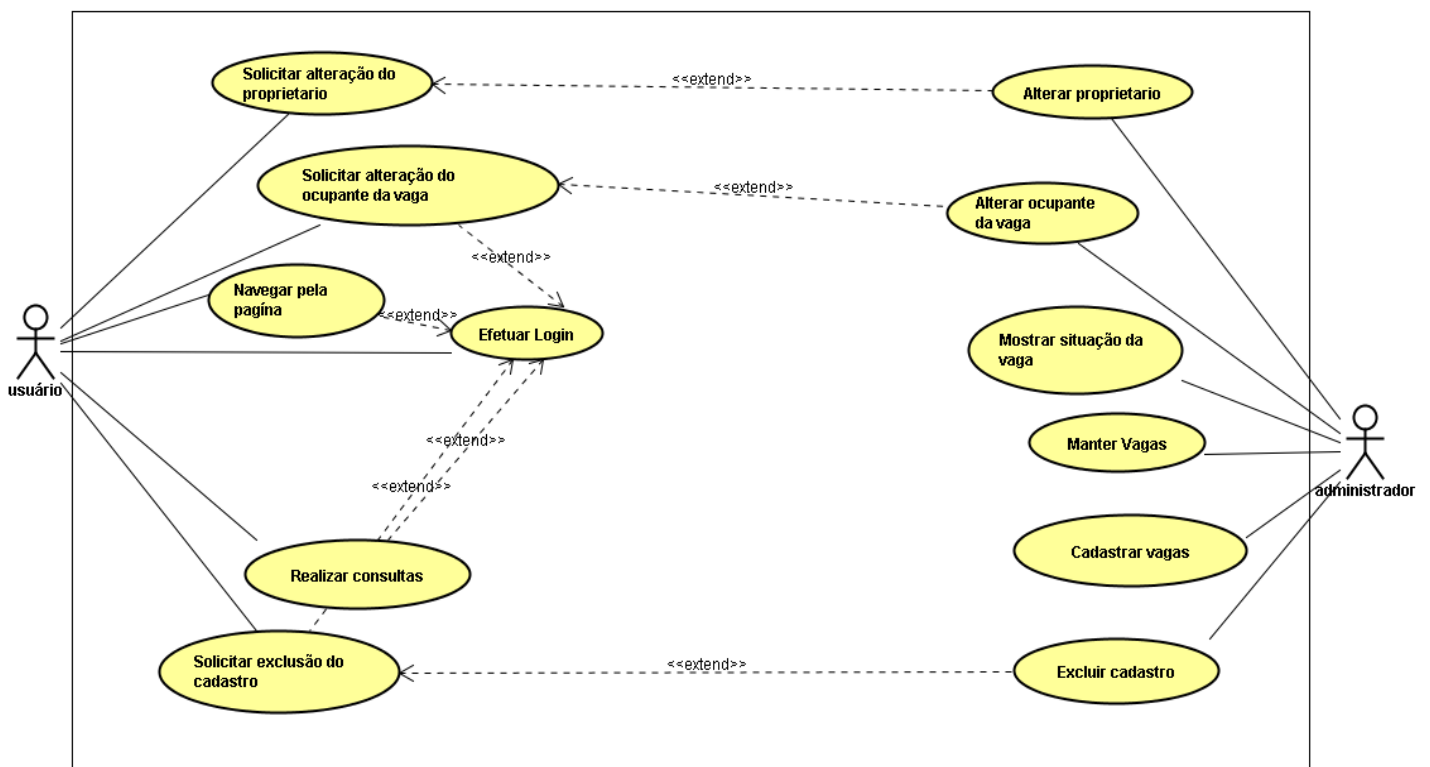 Solicitar alteração do
proprietario
<<extend>>
Alterar proprietario
Solicitar alteração do
ocupante da vaga
<<extend>>
Alterar ocupante
da vaga
<<extend>>
Navegar pela
pagína
<<extend>>
Efetuar Login
Mostrar situação da
vaga
usuário
<<extend>>
Manter Vagas
<<extend>>
administrador
Cadastrar vagas
Realizar consultas
Solicitar exclusão do
cadastro
<<extend>>
Excluir cadastro